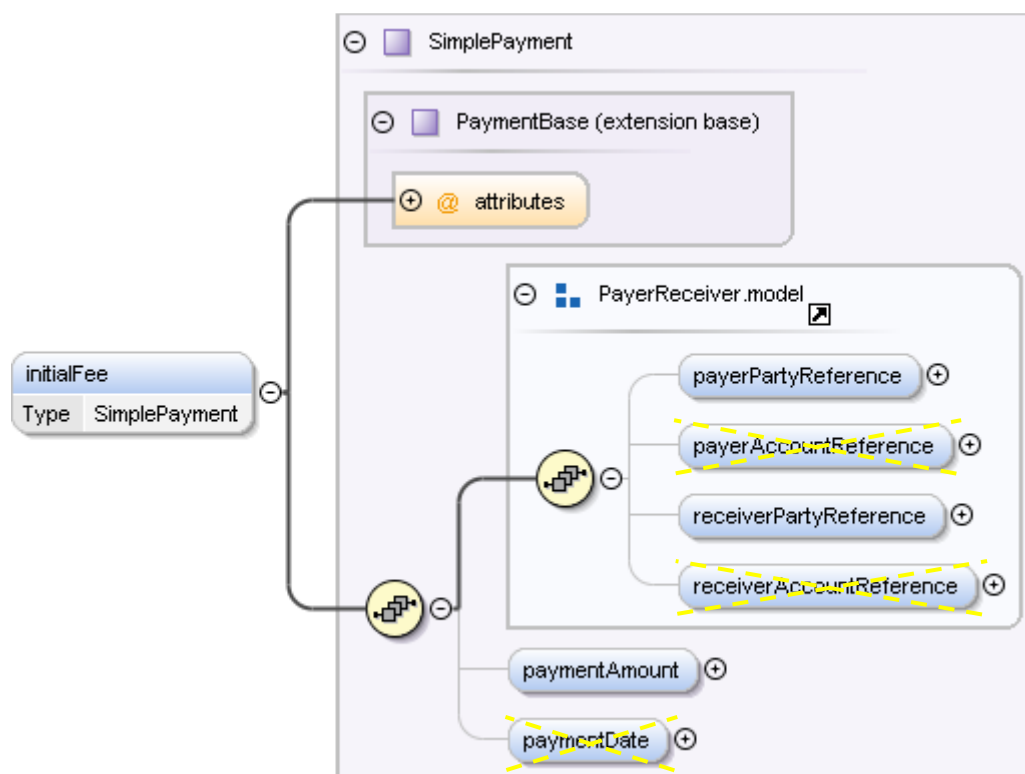 SimplePayment
PaymentBase (extension base)
@ attributes
PayerReceiver.model
initialFee
Type SimplePayment
payerPartyReference
payerAccountReference
receiverPartyReference
receiverAccountReference
paymentAmount
paymentDate